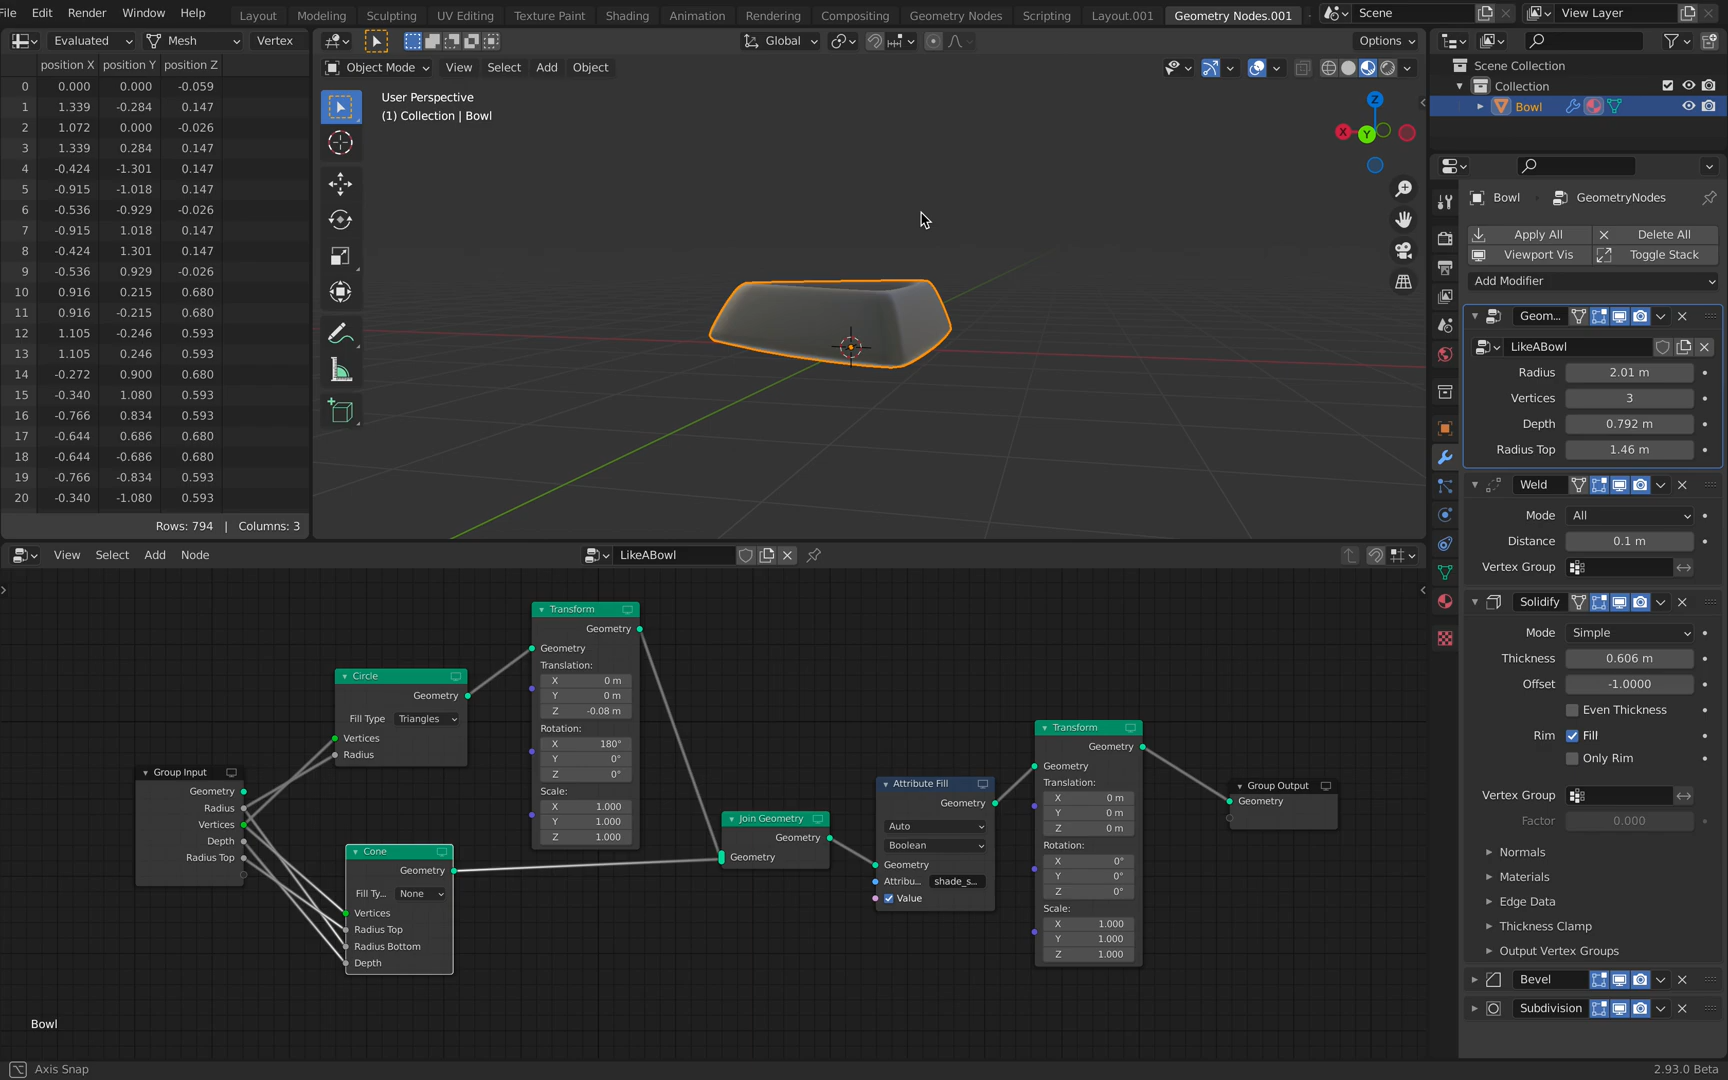 File Edit Render Window Help Layout Modeling Sculpting UV Editing Texture Paint Shading Animation Rendering Compositing Geometry Nodes Scripting Layout.001 Geometry Nodes.001 Scene View Layer
Evaluated Mesh Vertex
position X position Y position Z
0 0.000 0.000 -0.059
1 1.339 -0.284 0.147
2 1.072 0.000 -0.026
3 1.339 0.284 0.147
4 -0.424 -1.301 0.147
5 -0.915 -1.018 0.147
6 -0.536 -0.929 -0.026
7 -0.915 1.018 0.147
8 -0.424 1.301 0.147
9 -0.536 0.929 -0.026
10 0.916 0.215 0.680
11 0.916 -0.215 0.680
12 1.105 -0.246 0.593
13 1.105 0.246 0.593
14 -0.272 0.900 0.680
15 -0.340 1.080 0.593
16 -0.766 0.834 0.593
17 -0.644 0.686 0.680
18 -0.644 -0.686 0.680
19 -0.766 -0.834 0.593
20 -0.340 -1.080 0.593
Rows: 794 | Columns: 3
Global Options
Object Mode View Select Add Object
User Perspective
(1) Collection | Bowl
Z
X
Y
Scene Collection
Collection
Bowl
Bowl GeometryNodes
Apply All Delete All
Viewport Vis Toggle Stack
Add Modifier
Geom...
LikeABowl
Radius 2.01 m
Vertices 3
Depth 0.792 m
Radius Top 1.46 m
Weld
Mode All
Distance 0.1 m
Vertex Group
Solidify
Mode Simple
Thickness 0.606 m
Offset -1.0000
Even Thickness
Rim Fill
Only Rim
Vertex Group
Factor 0.000
Normals
Materials
Edge Data
Thickness Clamp
Output Vertex Groups
Bevel
Subdivision
View Select Add Node LikeABowl
Group Input
Geometry
Radius
Vertices
Depth
Radius Top
Circle
Geometry
Fill Type Triangles
Vertices
Radius
Cone
Geometry
Fill Ty... None
Vertices
Radius Top
Radius Bottom
Depth
Transform
Geometry
Geometry
Translation:
X 0 m
Y 0 m
Z -0.08 m
Rotation:
X 180°
Y 0°
Z 0°
Scale:
X 1.000
Y 1.000
Z 1.000
Join Geometry
Geometry
Geometry
Attribute Fill
Geometry
Auto
Boolean
Geometry
Attribu... shade_s...
Value
Transform
Geometry
Geometry
Translation:
X 0 m
Y 0 m
Z 0 m
Rotation:
X 0°
Y 0°
Z 0°
Scale:
X 1.000
Y 1.000
Z 1.000
Group Output
Geometry
Bowl
Axis Snap 2.93.0 Beta